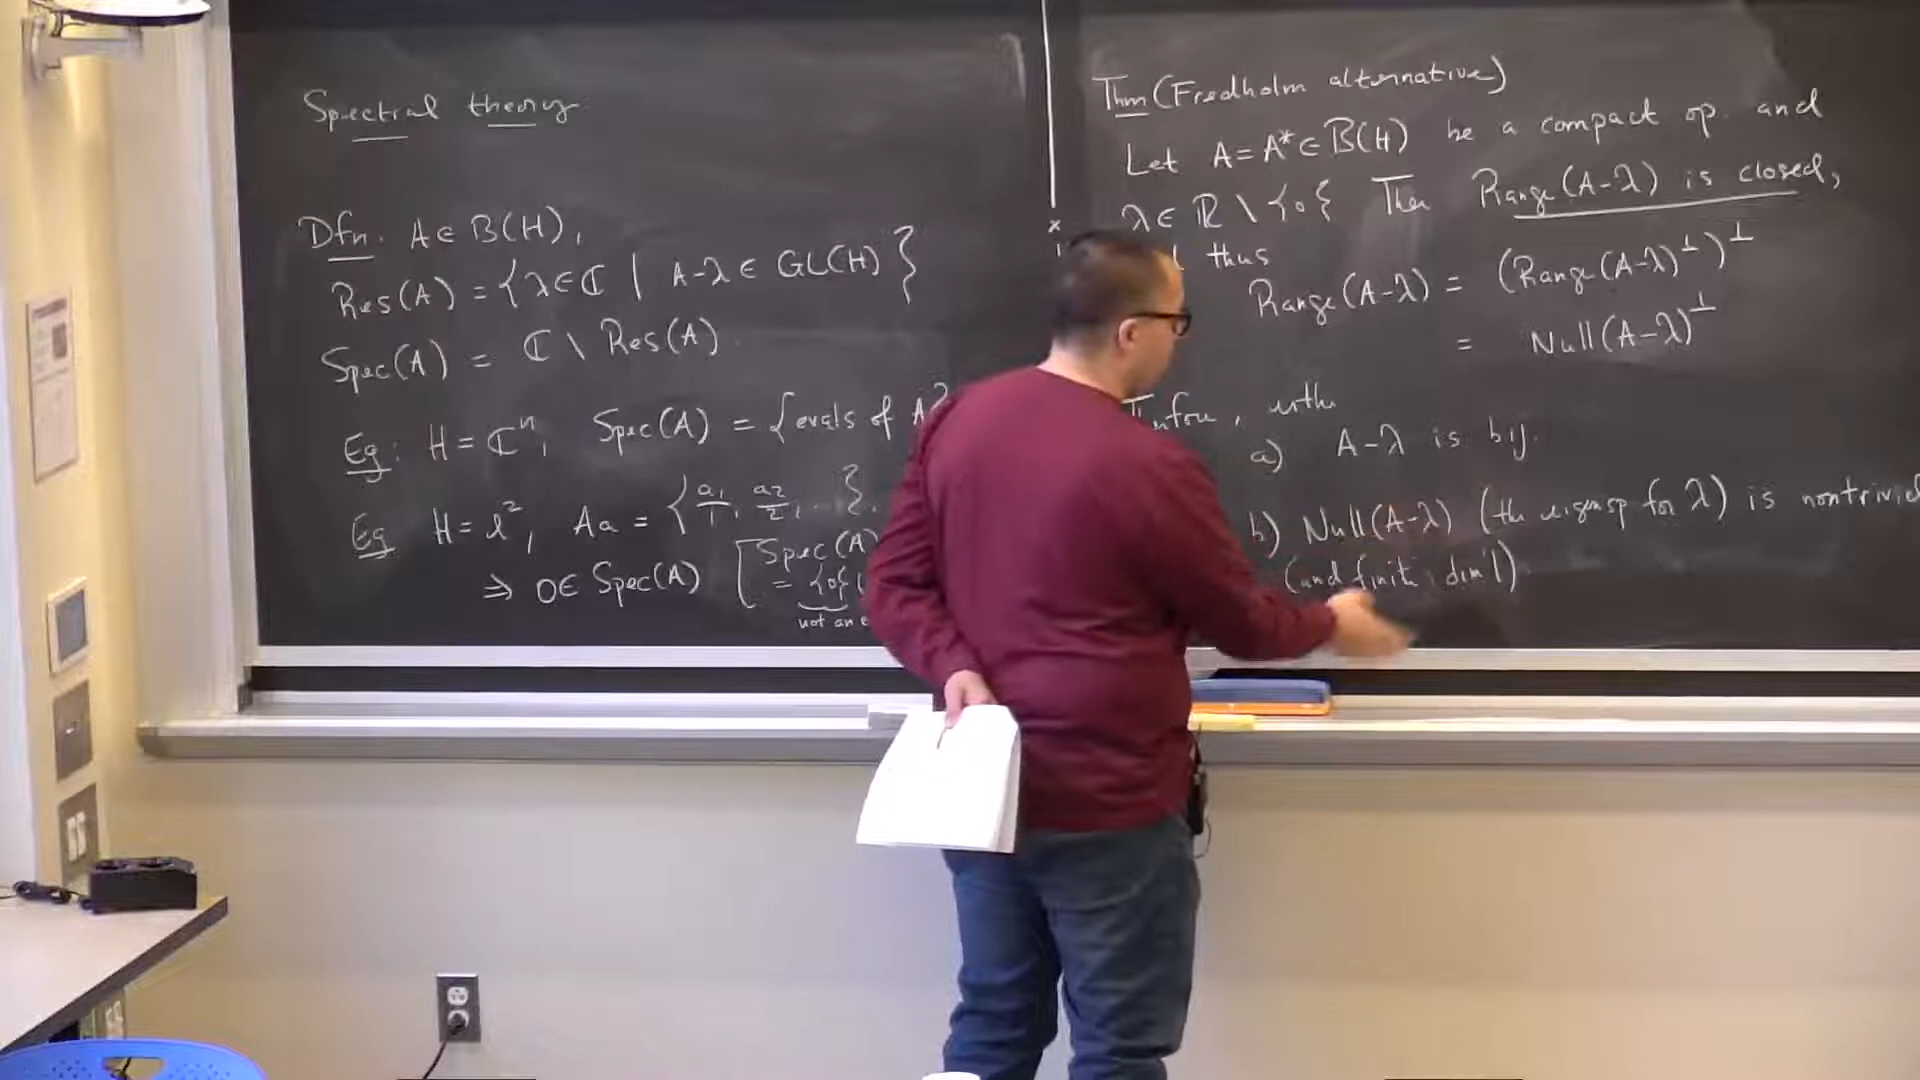 Spectral theory
Dfn. A ∈ B(H),
Res(A) = {λ ∈ ℂ | A-λ ∈ GL(H)}
Spec(A) = ℂ \ Res(A).
Eg: H = ℂⁿ, Spec(A) = {evals of A
Eg H = ℓ², Aa = {a₁/1, a₂/2, ...}.
⇒ 0 ∈ Spec(A) [Spec(A)
= {0}
not an e
Thm (Fredholm alternative)
Let A = A* ∈ B(H) be a compact op. and
λ ∈ ℝ \ {0}. Then Range(A-λ) is closed,
thus
Range(A-λ) = (Range(A-λ)^⊥)^⊥
= Null(A-λ)^⊥
a) A-λ is bij.
b) Null(A-λ) (the eigensp for λ) is nontrivial
(and finite dim'l)